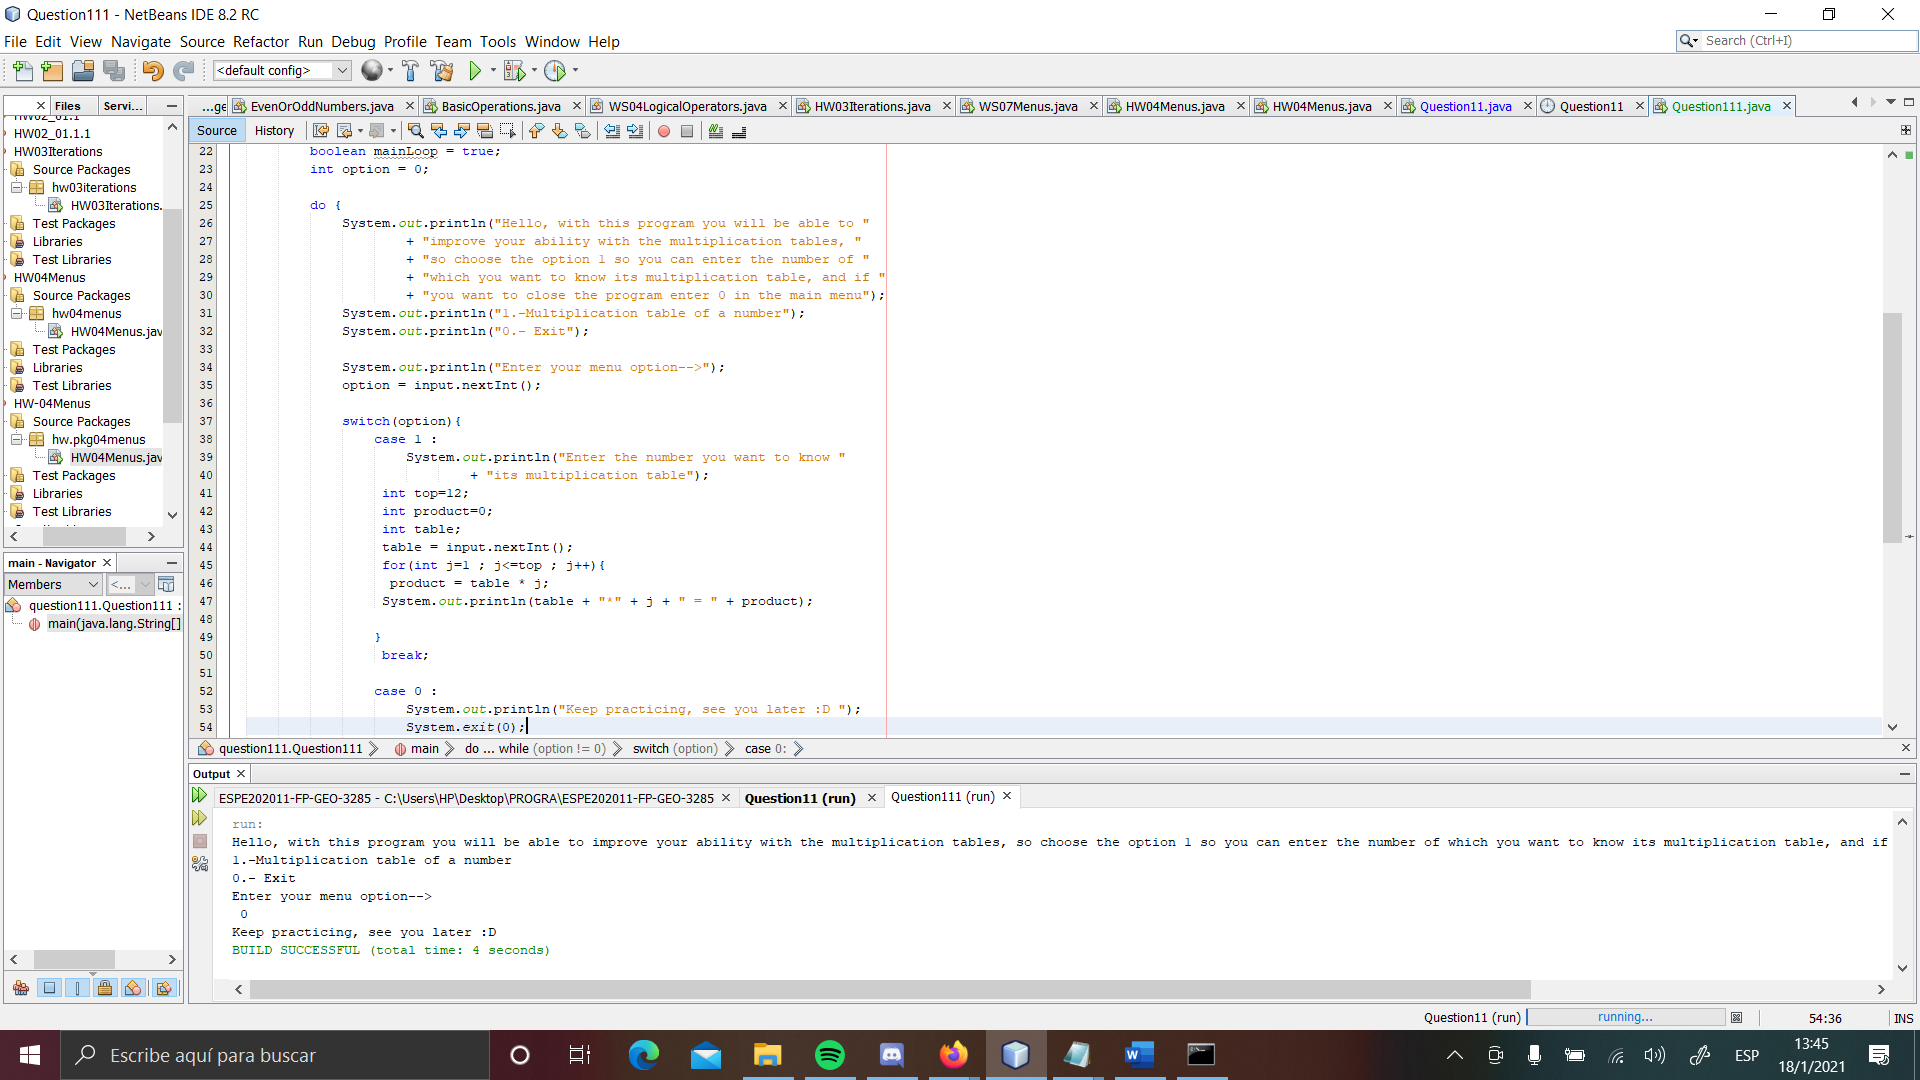 Question111 - NetBeans IDE 8.2 RC
File Edit View Navigate Source Refactor Run Debug Profile Team Tools Window Help
Search (Ctrl+I)
<default config>
Files Servi...
...ge EvenOrOddNumbers.java BasicOperations.java WS04LogicalOperators.java HW03Iterations.java WS07Menus.java HW04Menus.java HW04Menus.java Question11.java Question11 Question111.java
Source History
HW02_01.1
HW02_01.1.1
HW03Iterations
Source Packages
hw03iterations
HW03Iterations.
Test Packages
Libraries
Test Libraries
HW04Menus
Source Packages
hw04menus
HW04Menus.jav
Test Packages
Libraries
Test Libraries
HW-04Menus
Source Packages
hw.pkg04menus
HW04Menus.jav
Test Packages
Libraries
Test Libraries
main - Navigator
Members
<...
question111.Question111 :
main(java.lang.String[]
22 boolean mainLoop = true;
23 int option = 0;
24
25 do {
26 System.out.println("Hello, with this program you will be able to "
27 + "improve your ability with the multiplication tables, "
28 + "so choose the option 1 so you can enter the number of "
29 + "which you want to know its multiplication table, and if "
30 + "you want to close the program enter 0 in the main menu");
31 System.out.println("1.-Multiplication table of a number");
32 System.out.println("0.- Exit");
33
34 System.out.println("Enter your menu option-->");
35 option = input.nextInt();
36
37 switch(option){
38 case 1 :
39 System.out.println("Enter the number you want to know "
40 + "its multiplication table");
41 int top=12;
42 int product=0;
43 int table;
44 table = input.nextInt();
45 for(int j=1 ; j<=top ; j++){
46 product = table * j;
47 System.out.println(table + "*" + j + " = " + product);
48
49 }
50 break;
51
52 case 0 :
53 System.out.println("Keep practicing, see you later :D ");
54 System.exit(0);
question111.Question111 main do ... while (option != 0) switch (option) case 0:
Output
ESPE202011-FP-GEO-3285 - C:\Users\HP\Desktop\PROGRA\ESPE202011-FP-GEO-3285 Question11 (run) Question111 (run)
run:
Hello, with this program you will be able to improve your ability with the multiplication tables, so choose the option 1 so you can enter the number of which you want to know its multiplication table, and if
1.-Multiplication table of a number
0.- Exit
Enter your menu option-->
0
Keep practicing, see you later :D
BUILD SUCCESSFUL (total time: 4 seconds)
Question11 (run) running... 54:36 INS
Escribe aquí para buscar
ESP
13:45
18/1/2021